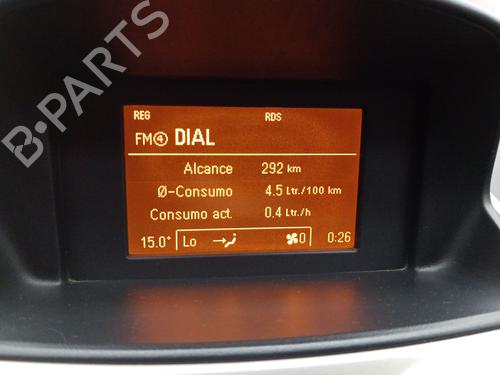 REG RDS
FM④ DIAL
Alcance 292 km
Ø-Consumo 4.5 Ltr./100 km
Consumo act. 0.4 Ltr./h
15.0° Lo 0 0:26
B-PARTS